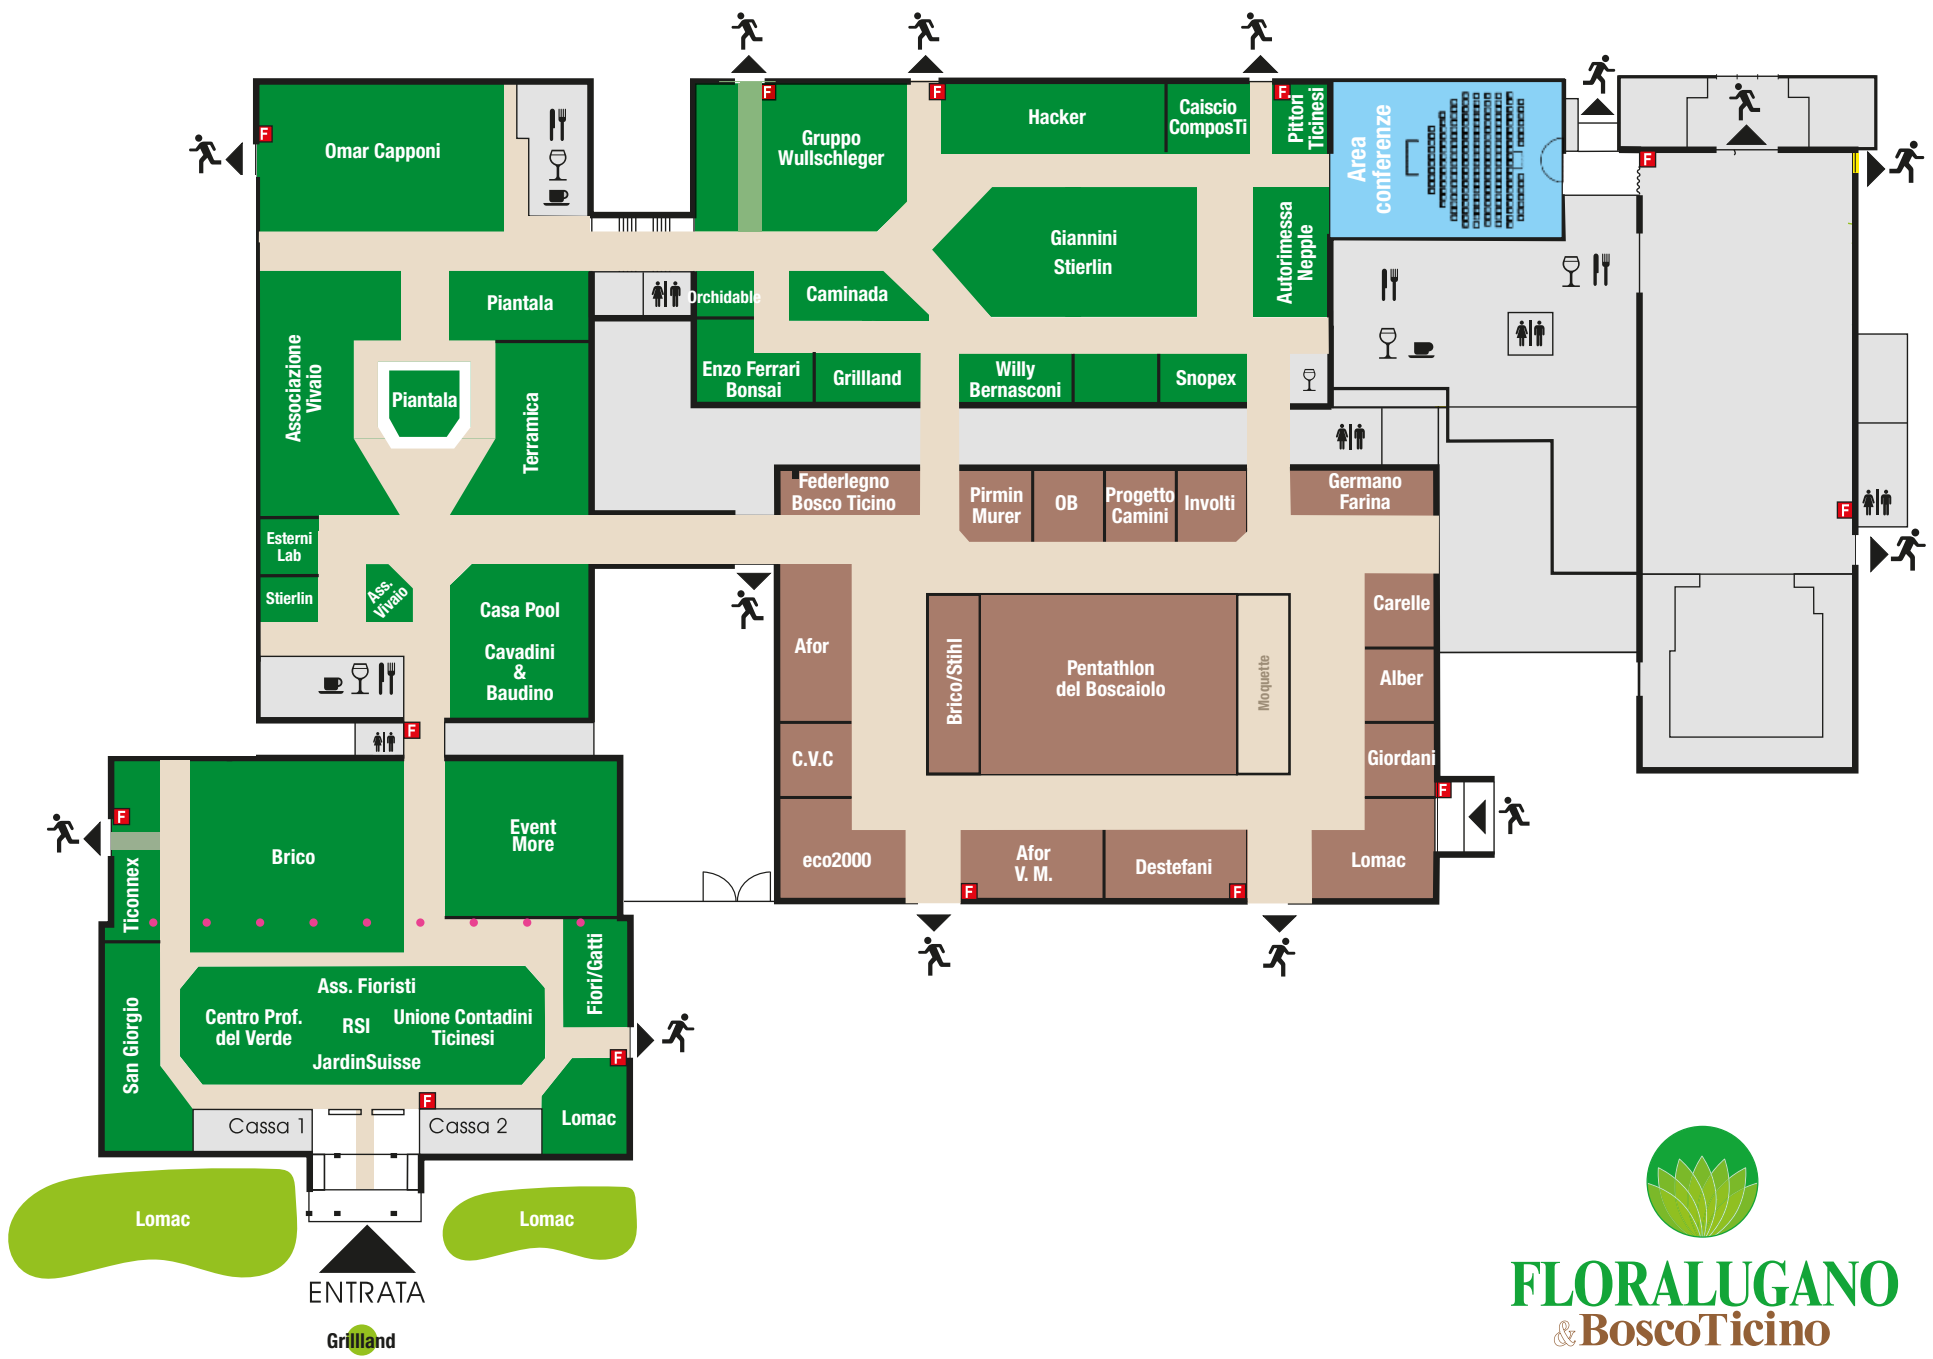 F
F
F
F
Omar Capponi
Gruppo
Wullschleger
Hacker
Caiscio
ComposTi
Pittori
Ticinesi
Area
conferenze
F
Giannini
Stierlin
Autorimessa
Nepple
Piantala
Orchidable
Caminada
Associazione
Vivaio
Piantala
Terramica
Enzo Ferrari
Bonsai
Grillland
Willy
Bernasconi
Snopex
Federlegno
Bosco Ticino
Pirmin
Murer
OB
Progetto
Camini
Involti
Germano
Farina
F
Esterni
Lab
Stierlin
Ass.
Vivaio
Casa Pool
Cavadini
&
Baudino
Afor
Brico/Stihl
Pentathlon
del Boscaiolo
Moquette
Carelle
Alber
F
C.V.C
Giordani
F
F
Ticonnex
Brico
Event
More
eco2000
Afor
V. M.
Destefani
Lomac
F
F
San Giorgio
Ass. Fioristi
Centro Prof.
del Verde
RSI
Unione Contadini
Ticinesi
JardinSuisse
Fiori/Gatti
F
F
Cassa 1
Cassa 2
Lomac
Lomac
Lomac
ENTRATA
Grillland
FLORALUGANO
&BoscoTicino